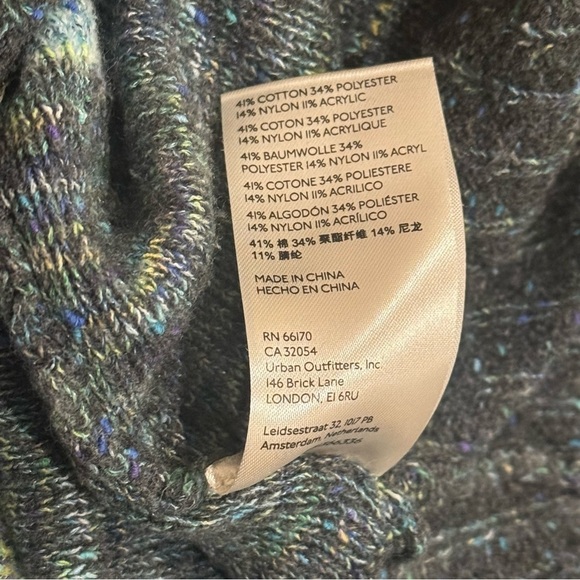 41% COTTON 34% POLYESTER
14% NYLON 11% ACRYLIC
41% COTON 34% POLYESTER
14% NYLON 11% ACRYLIQUE
41% BAUMWOLLE 34%
POLYESTER 14% NYLON 11% ACRYL
41% COTONE 34% POLIESTERE
14% NYLON 11% ACRILICO
41% ALGODÓN 34% POLIÉSTER
14% NYLON 11% ACRÍLICO
41% 棉 34% 聚酯纤维 14% 尼龙
11% 腈纶
MADE IN CHINA
HECHO EN CHINA
RN 66170
CA 32054
Urban Outfitters, Inc.
146 Brick Lane
LONDON, E1 6RU
Leidsestraat 32, 1017 PB
Amsterdam, Netherlands